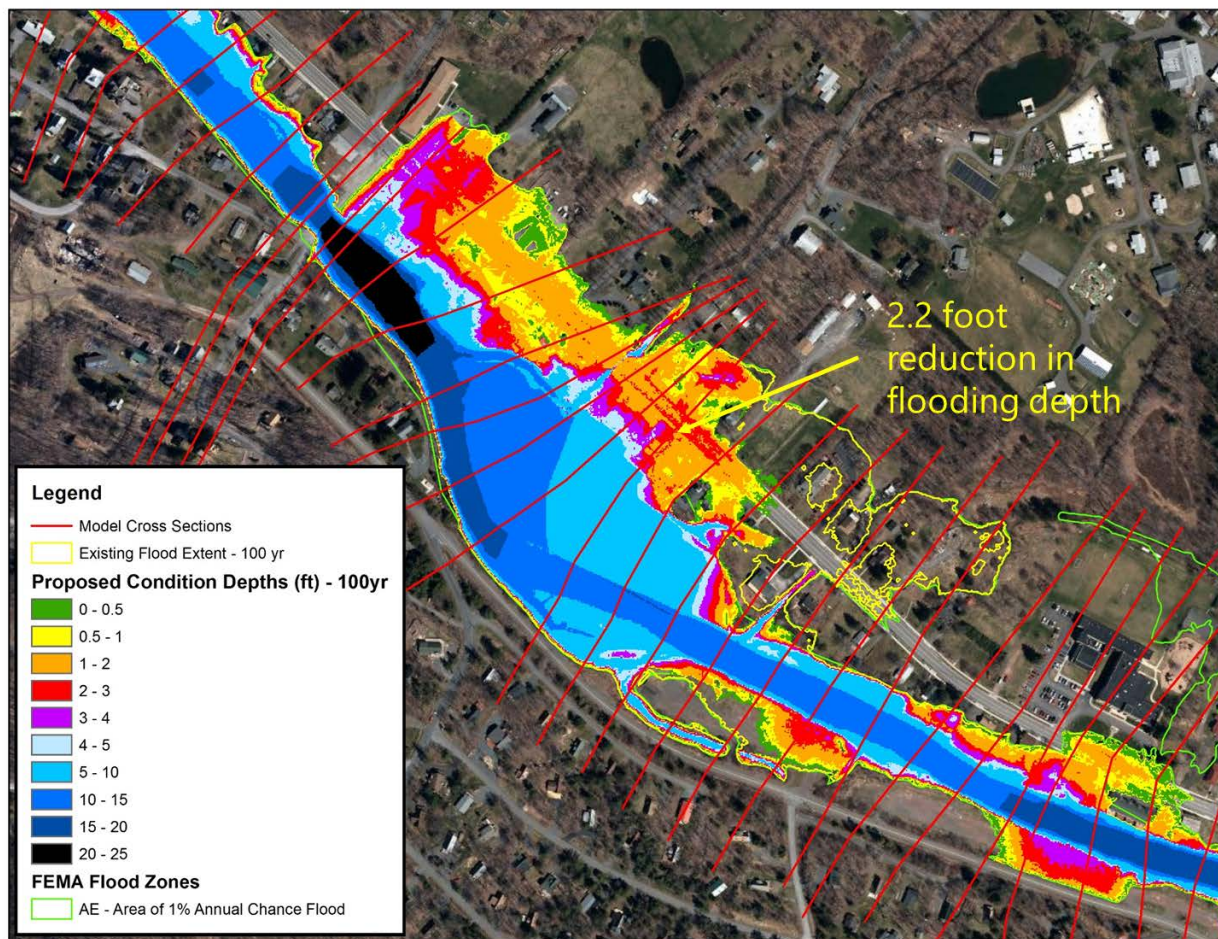 2.2 foot
reduction in
flooding depth
Legend
Model Cross Sections
Existing Flood Extent - 100 yr
Proposed Condition Depths (ft) - 100yr
0 - 0.5
0.5 - 1
1 - 2
2 - 3
3 - 4
4 - 5
5 - 10
10 - 15
15 - 20
20 - 25
FEMA Flood Zones
AE - Area of 1% Annual Chance Flood